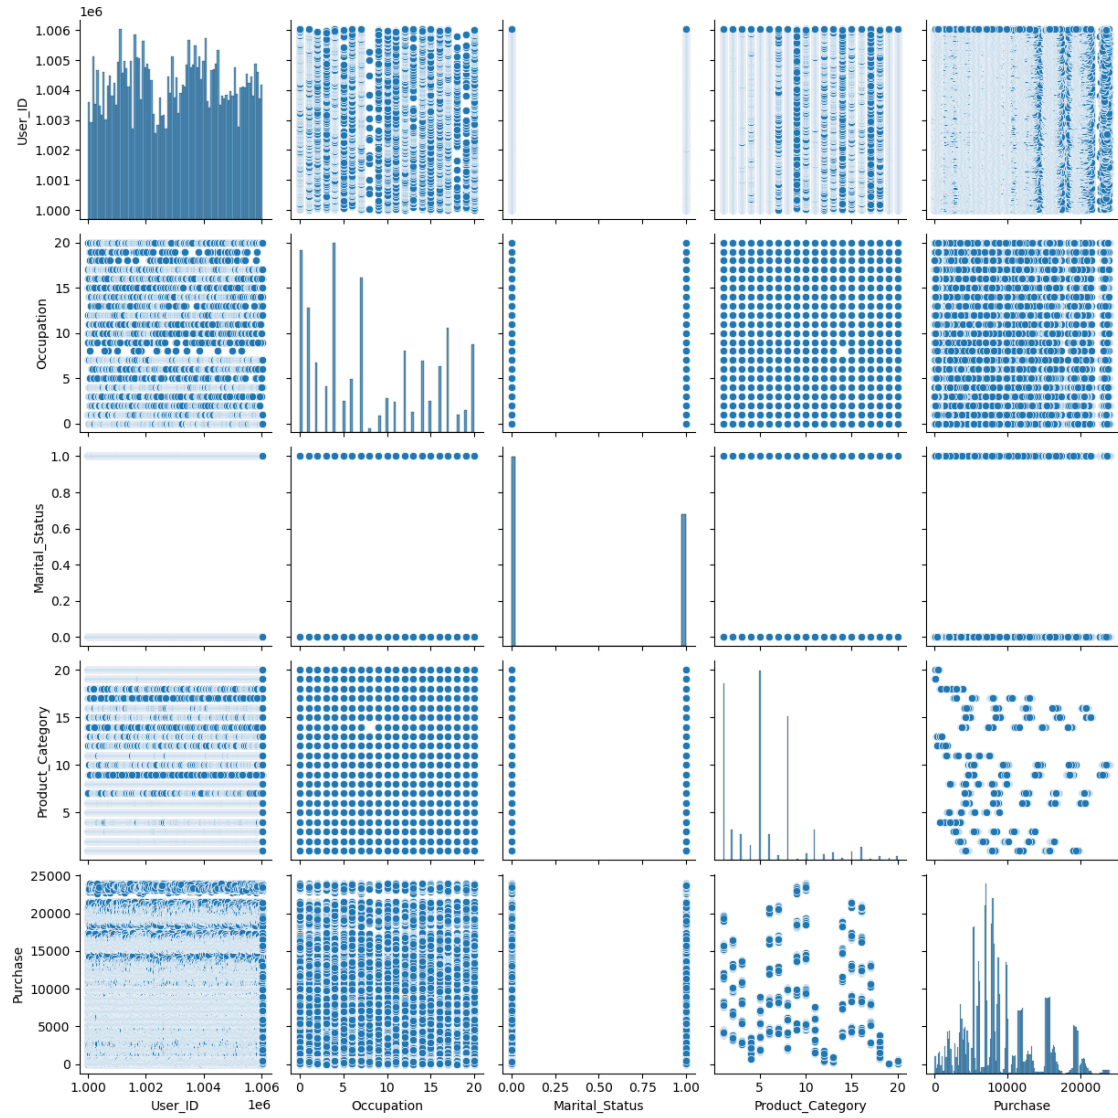 1e6
1.006
1.005
1.004
1.003
1.002
1.001
1.000
User_ID
20
15
10
5
0
Occupation
1.0
0.8
0.6
0.4
0.2
0.0
Marital_Status
20
15
10
5
Product_Category
25000
20000
15000
10000
5000
0
Purchase
1.000 1.002 1.004 1.006
1e6
User_ID
0 5 10 15 20
Occupation
0.00 0.25 0.50 0.75 1.00
Marital_Status
5 10 15 20
Product_Category
0 10000 20000
Purchase